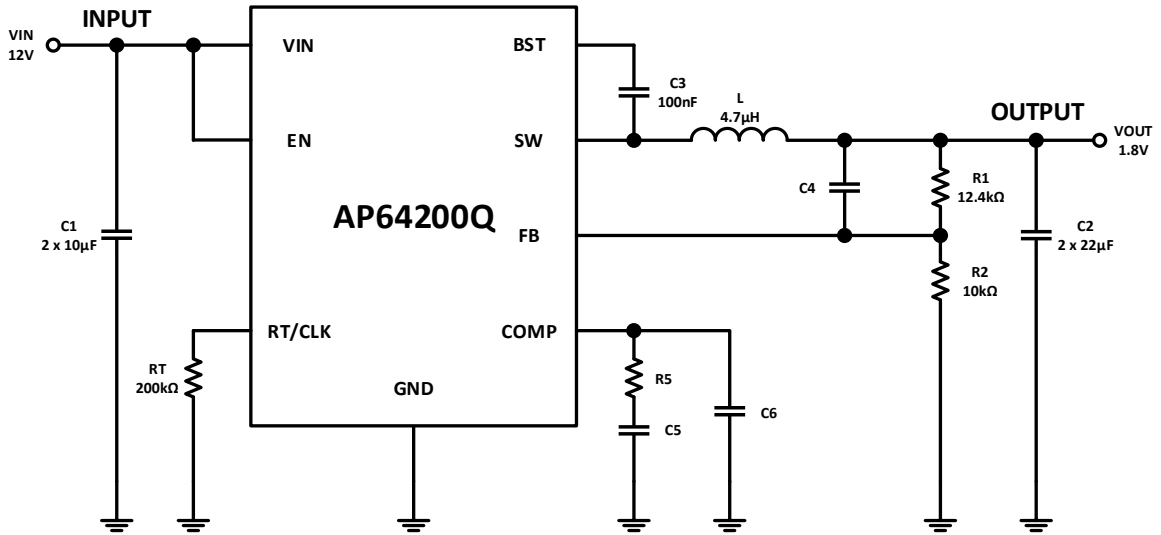 INPUT
VIN
12V
VIN
BST
C3
100nF
L
4.7µH
OUTPUT
VOUT
1.8V
EN
SW
C4
R1
12.4kΩ
AP64200Q
FB
C1
2 x 10µF
C2
2 x 22µF
R2
10kΩ
RT/CLK
COMP
RT
200kΩ
R5
GND
C5
C6